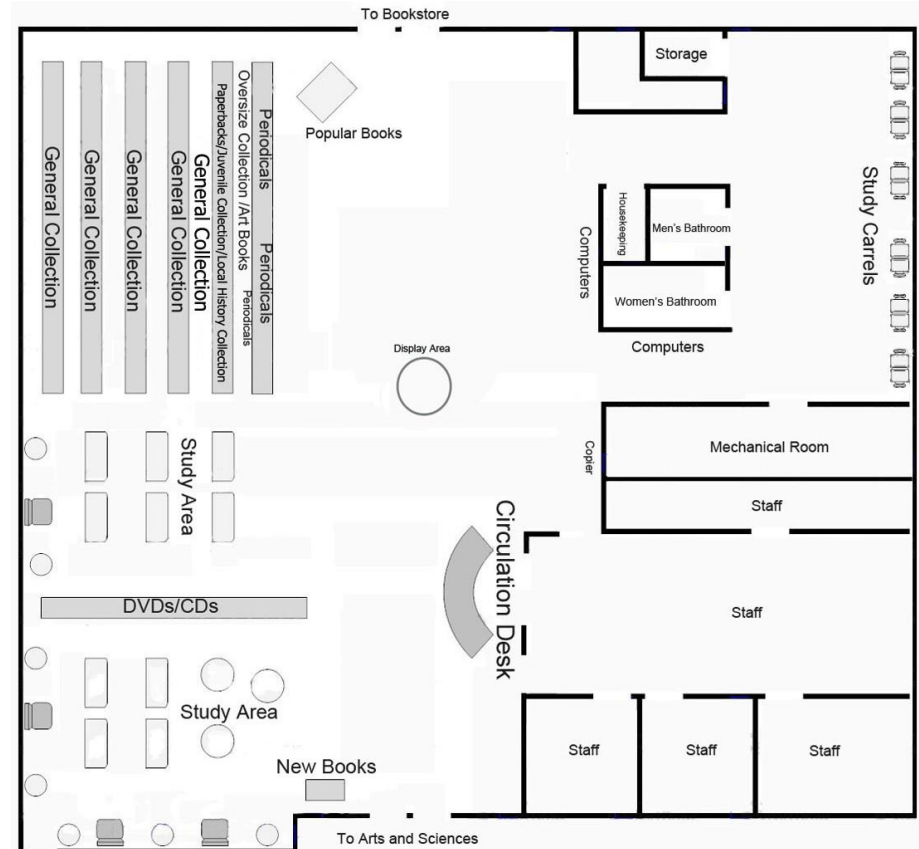 To Bookstore
Storage
Popular Books
General Collection
General Collection
General Collection
General Collection
General Collection
Paperbacks/Juvenile Collection/Local History Collection
Oversize Collection /Art Books
Periodicals
Periodicals
Periodicals
Study Carrels
Housekeeping
Men's Bathroom
Computers
Women's Bathroom
Computers
Display Area
Study Area
Copier
Mechanical Room
Staff
Circulation Desk
DVDs/CDs
Staff
Study Area
New Books
Staff
Staff
Staff
To Arts and Sciences